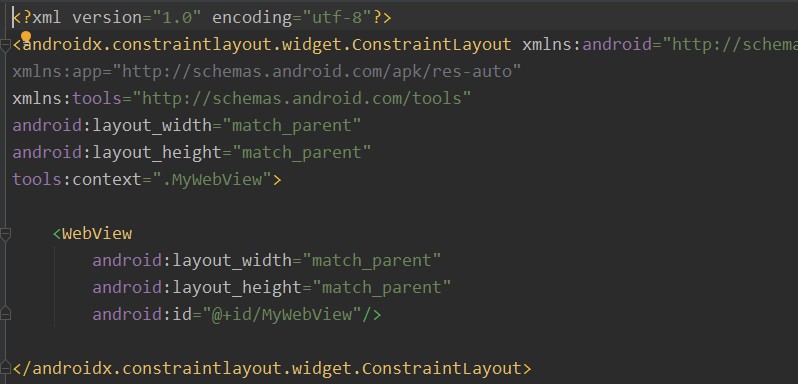 <?xml version="1.0" encoding="utf-8"?>
<androidx.constraintlayout.widget.ConstraintLayout xmlns:android="http://schema
xmlns:app="http://schemas.android.com/apk/res-auto"
xmlns:tools="http://schemas.android.com/tools"
android:layout_width="match_parent"
android:layout_height="match_parent"
tools:context=".MyWebView">
<WebView
android:layout_width="match_parent"
android:layout_height="match_parent"
android:id="@+id/MyWebView"/>
</androidx.constraintlayout.widget.ConstraintLayout>